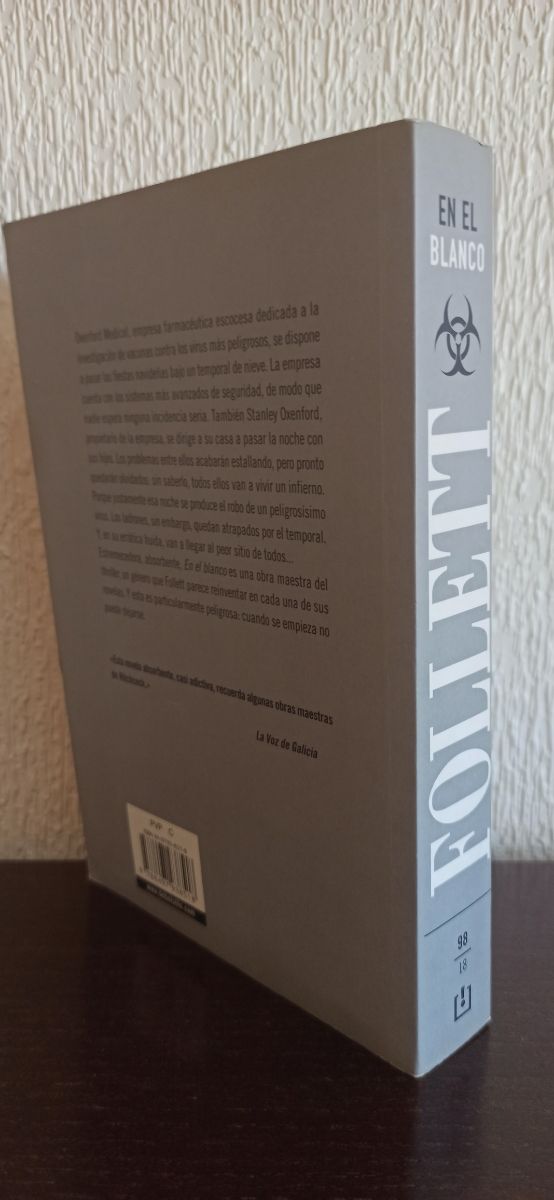 Oxenford Medical, empresa farmacéutica escocesa dedicada a la
investigación de vacunas contra los virus más peligrosos, se dispone
a pasar las fiestas navideñas bajo un temporal de nieve. La empresa
cuenta con los sistemas más avanzados de seguridad, de modo que
nadie espera ninguna incidencia seria. También Stanley Oxenford,
propietario de la empresa, se dirige a su casa a pasar la noche con
sus hijos. Los problemas entre ellos acabarán estallando, pero pronto
quedarán olvidados: sin saberlo, todos ellos van a vivir un infierno.
Porque justamente esa noche se produce el robo de un peligrosísimo
virus. Los ladrones, sin embargo, quedan atrapados por el temporal.
Y, en su errática huida, van a llegar al peor sitio de todos...
Estremecedora, absorbente, En el blanco es una obra maestra del
thriller, un género que Follett parece reinventar en cada una de sus
novelas. Y esta es particularmente peligrosa: cuando se empieza no
puede dejarse.
«Esta novela absorbente, casi adictiva, recuerda algunas obras maestras
de Hitchcock.»
La Voz de Galicia
PVP C
EN EL
BLANCO
FOLLETT
98
18